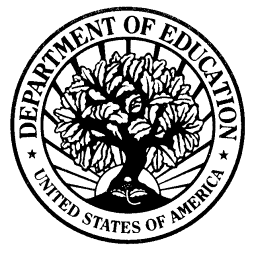 DEPARTMENT OF EDUCATION
★ UNITED STATES OF AMERICA ★